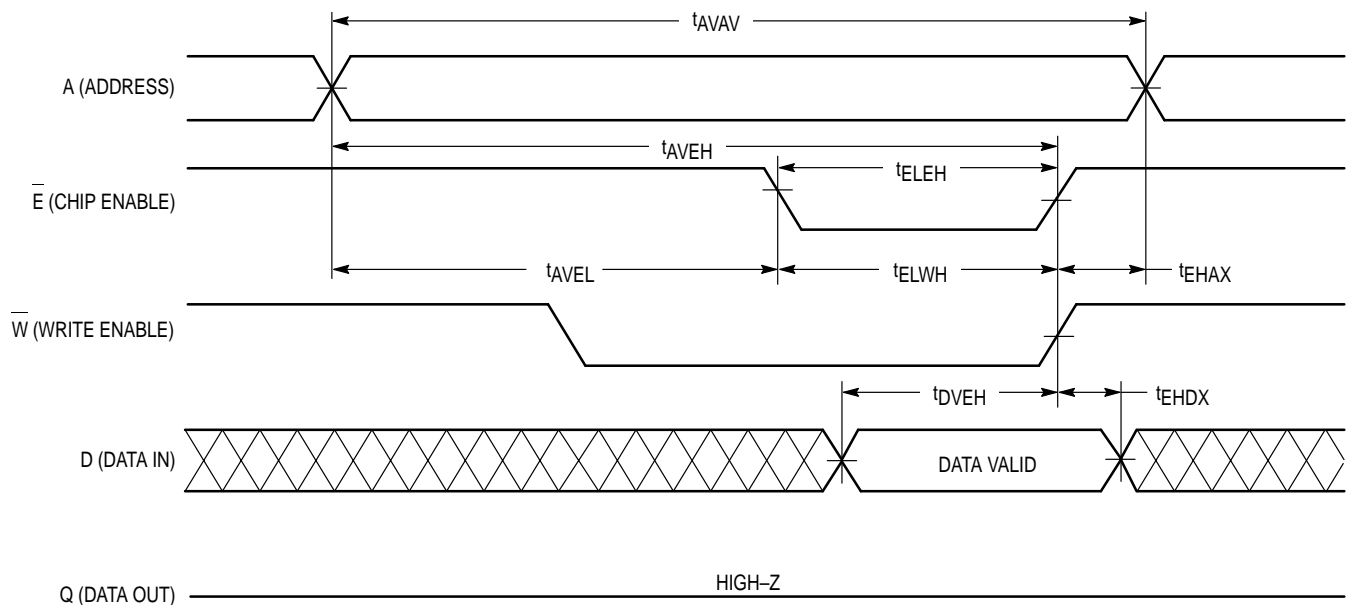 tAVAV
A (ADDRESS)
tAVEH
tELEH
E (CHIP ENABLE)
tAVEL
tELWH
tEHAX
W (WRITE ENABLE)
tDVEH
tEHDX
D (DATA IN)
DATA VALID
HIGH–Z
Q (DATA OUT)